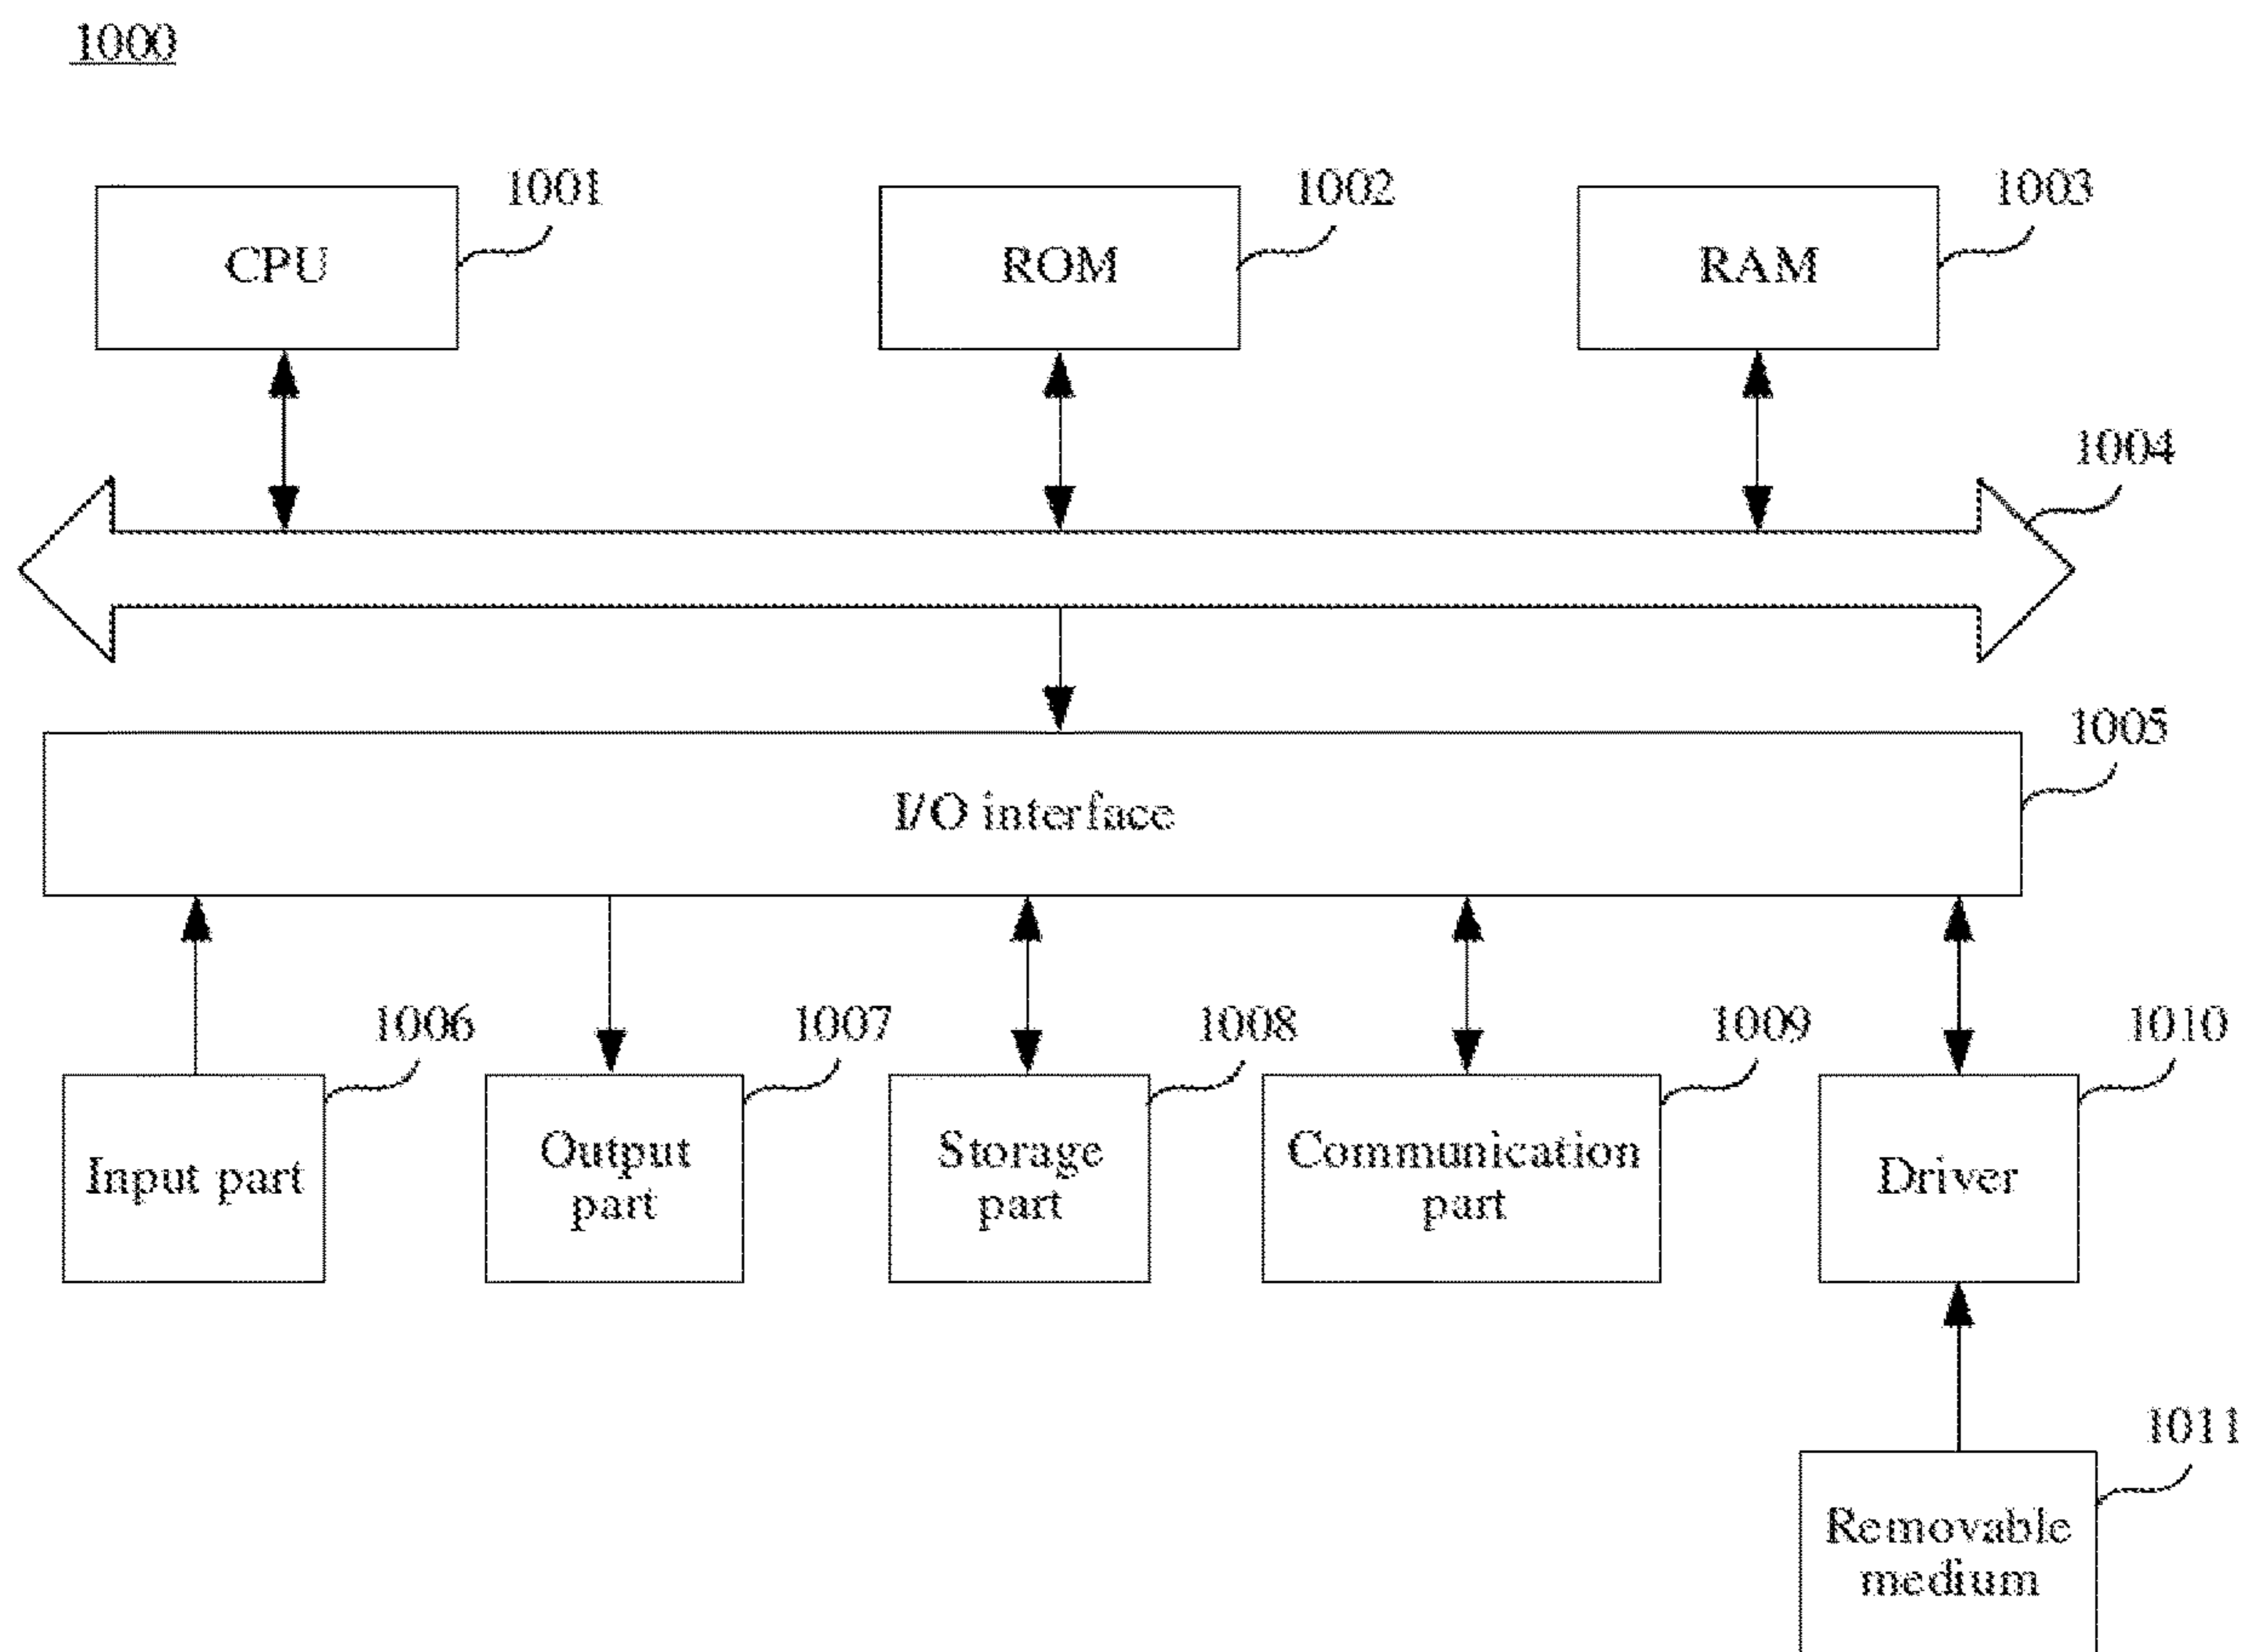 1000
1001
1002
1003
CPU
ROM
RAM
1004
1005
I/O interface
1006
1007
1008
1009
1010
Input part
Output
part
Storage
part
Communication
part
Driver
1011
Removable
medium